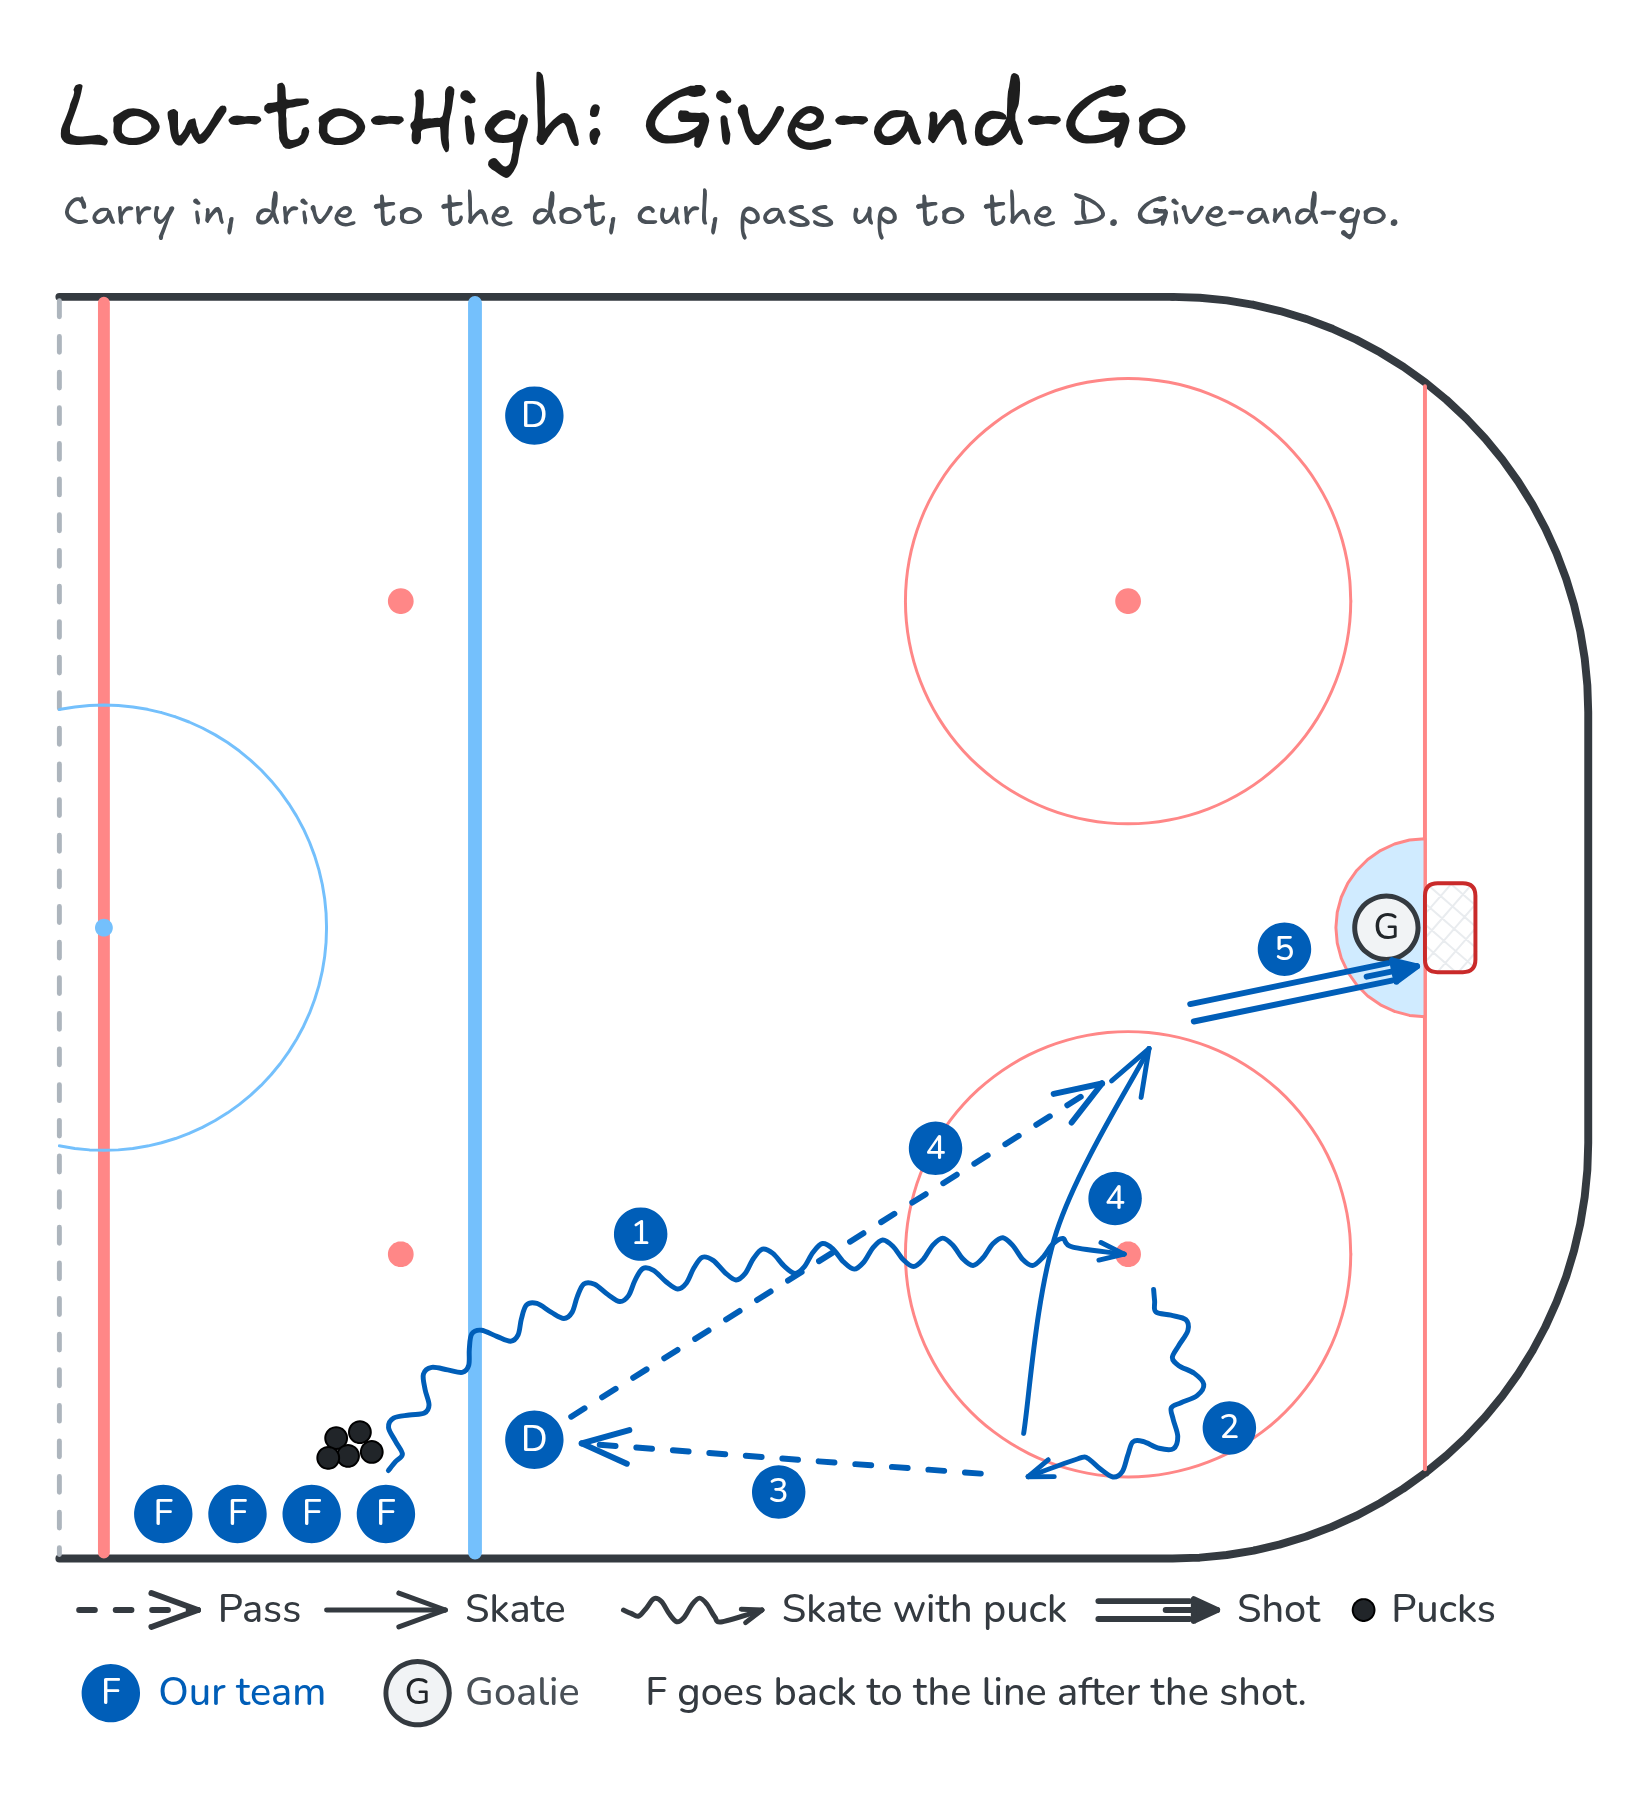 Low-to-High: Give-and-Go
Carry in, drive to the dot, curl, pass up to the D. Give-and-go.
D
G
5
4
4
1
D
2
3
F F F F
Pass Skate Skate with puck Shot Pucks
F Our team G Goalie F goes back to the line after the shot.